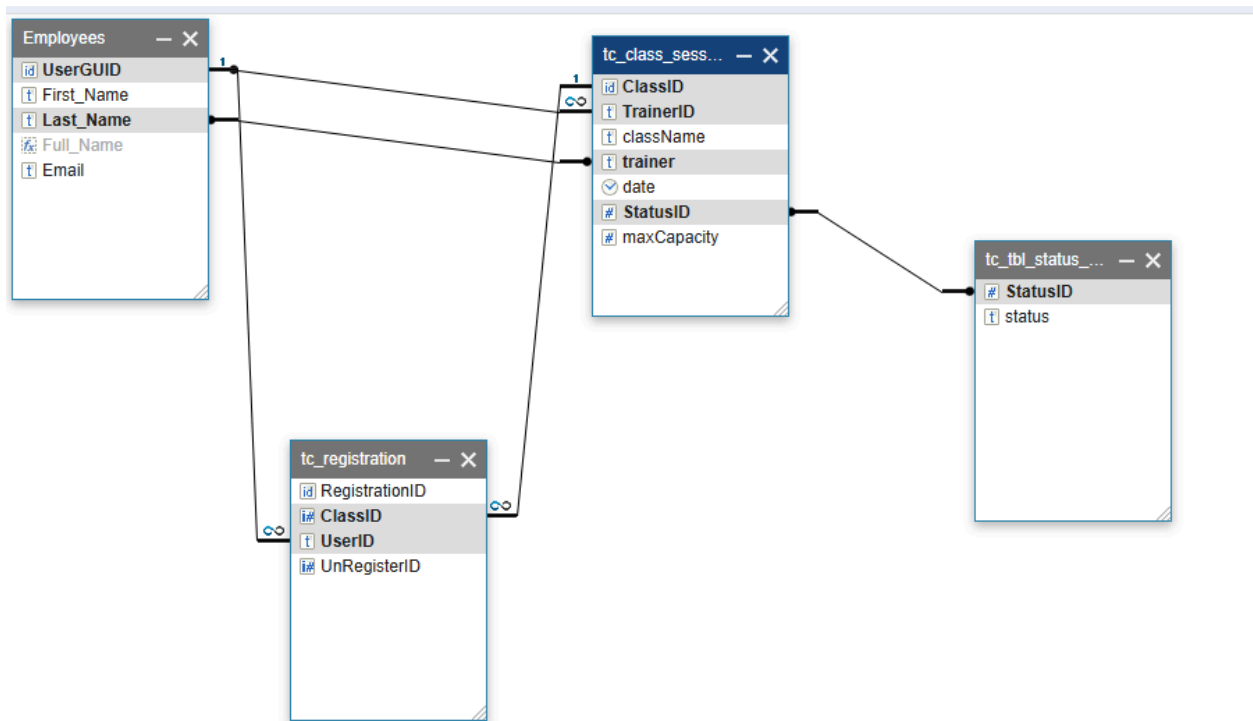 Employees
UserGUID
First_Name
Last_Name
Full_Name
Email
1
tc_class_sess...
ClassID
TrainerID
className
trainer
date
StatusID
maxCapacity
1
∞
tc_tbl_status_...
StatusID
status
tc_registration
RegistrationID
ClassID
UserID
UnRegisterID
∞
∞